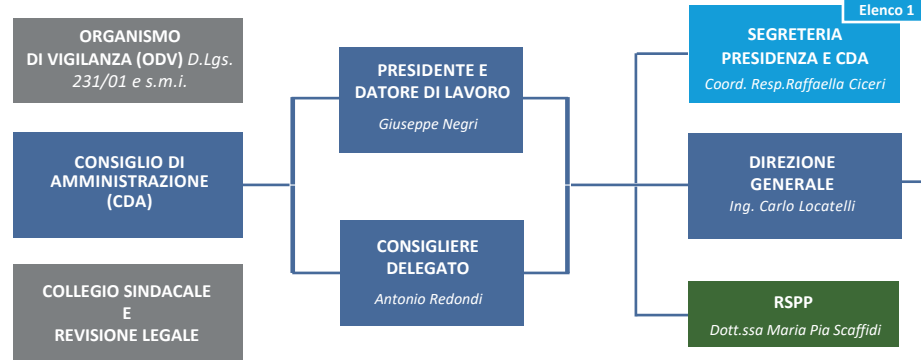 Elenco 1
ORGANISMO
DI VIGILANZA (ODV) D.Lgs.
231/01 e s.m.i.
CONSIGLIO DI
AMMINISTRAZIONE
(CDA)
COLLEGIO SINDACALE
E
REVISIONE LEGALE
PRESIDENTE E
DATORE DI LAVORO
Giuseppe Negri
CONSIGLIERE
DELEGATO
Antonio Redondi
SEGRETERIA
PRESIDENZA E CDA
Coord. Resp.Raffaella Ciceri
DIREZIONE
GENERALE
Ing. Carlo Locatelli
RSPP
Dott.ssa Maria Pia Scaffidi